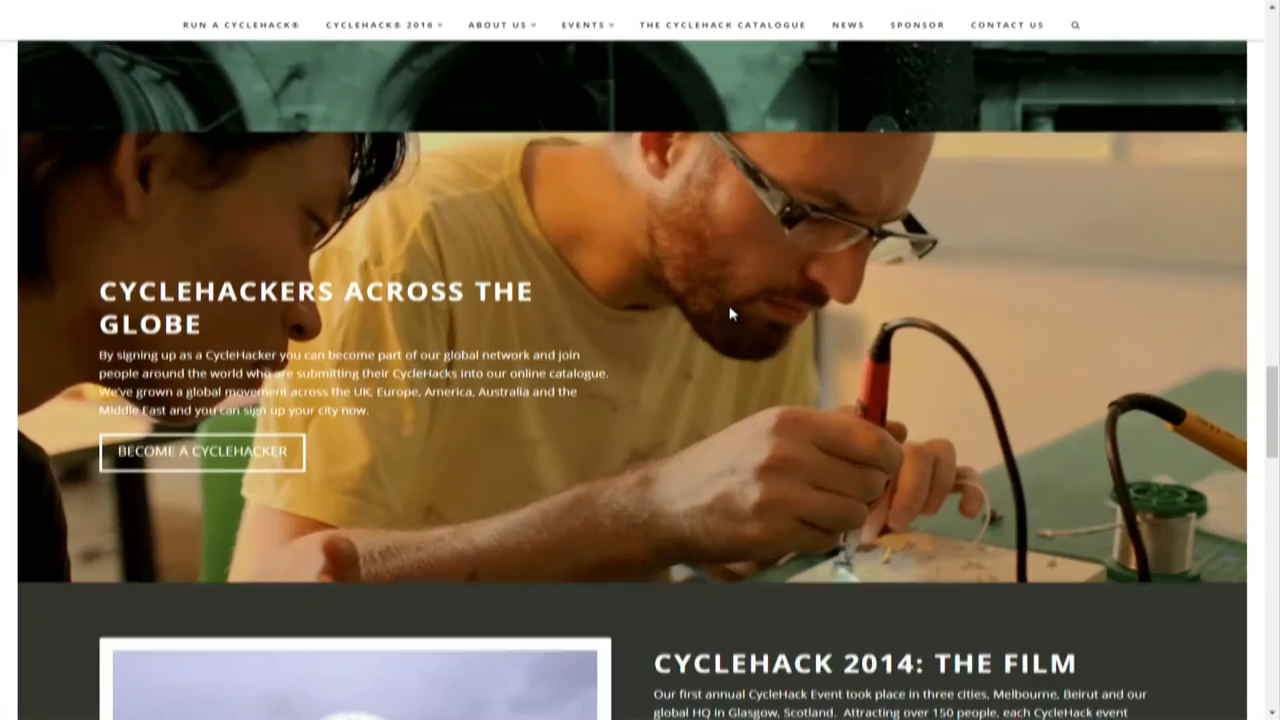 RUN A CYCLEHACK® CYCLEHACK® 2016 ABOUT US EVENTS THE CYCLEHACK CATALOGUE NEWS SPONSOR CONTACT US
CYCLEHACKERS ACROSS THE
GLOBE
By signing up as a CycleHacker you can become part of our global network and join
people around the world who are submitting their CycleHacks into our online catalogue.
We've grown a global movement across the UK, Europe, America, Australia and the
Middle East and you can sign up your city now.
BECOME A CYCLEHACKER
CYCLEHACK 2014: THE FILM
Our first annual CycleHack Event took place in three cities, Melbourne, Beirut and our
global HQ in Glasgow, Scotland. Attracting over 150 people, each CycleHack event